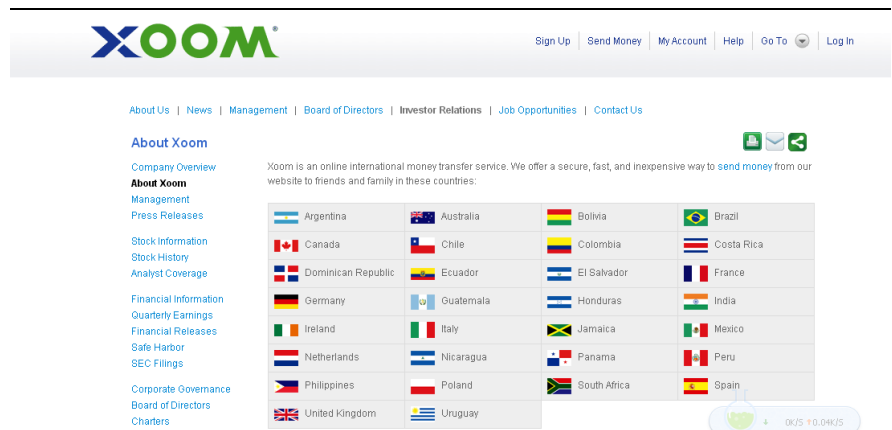 XOOM
Sign Up | Send Money | My Account | Help | Go To | Log In
About Us | News | Management | Board of Directors | Investor Relations | Job Opportunities | Contact Us
About Xoom
Company Overview
About Xoom
Management
Press Releases
Stock Information
Stock History
Analyst Coverage
Financial Information
Quarterly Earnings
Financial Releases
Safe Harbor
SEC Filings
Corporate Governance
Board of Directors
Charters
Xoom is an online international money transfer service. We offer a secure, fast, and inexpensive way to send money from our
website to friends and family in these countries:
Argentina Australia Bolivia Brazil
Canada Chile Colombia Costa Rica
Dominican Republic Ecuador El Salvador France
Germany Guatemala Honduras India
Ireland Italy Jamaica Mexico
Netherlands Nicaragua Panama Peru
Philippines Poland South Africa Spain
United Kingdom Uruguay
0K/S 0.04K/S